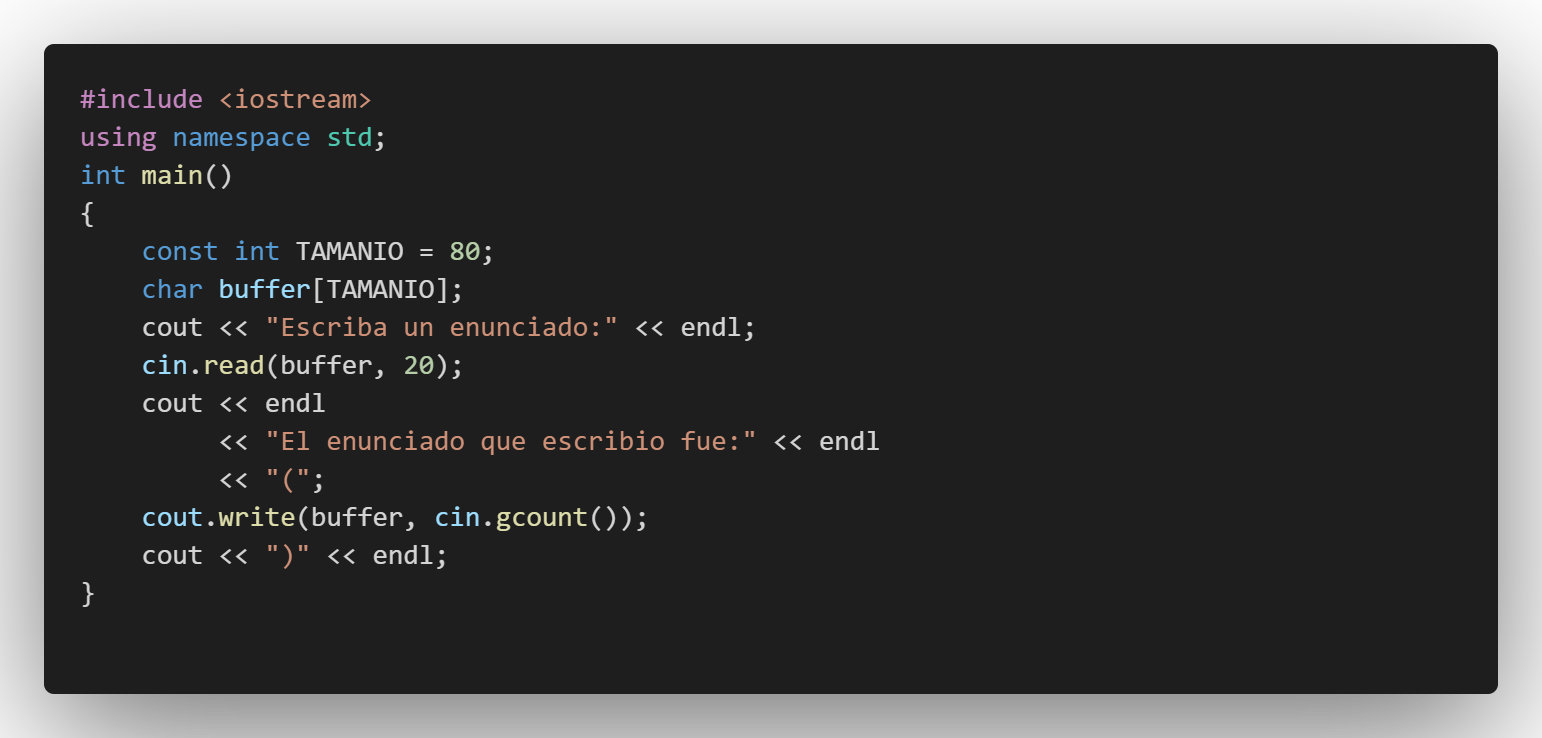 #include <iostream>
using namespace std;
int main()
{
    const int TAMANIO = 80;
    char buffer[TAMANIO];
    cout << "Escriba un enunciado:" << endl;
    cin.read(buffer, 20);
    cout << endl
         << "El enunciado que escribio fue:" << endl
         << "(";
    cout.write(buffer, cin.gcount());
    cout << ")" << endl;
}